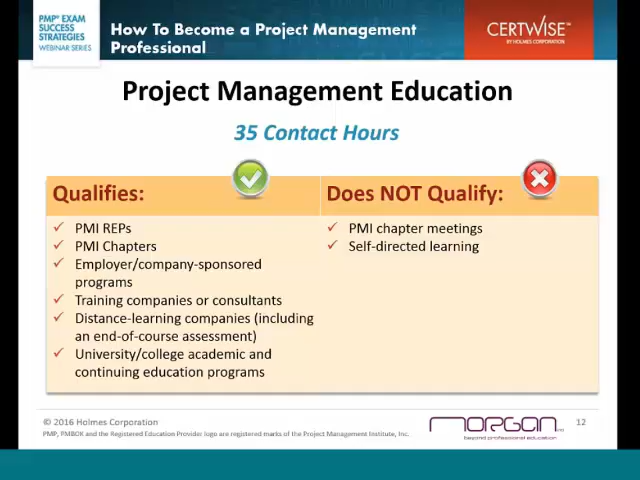 PMP® EXAM
SUCCESS
STRATEGIES
WEBINAR SERIES
How To Become a Project Management
Professional
CERTWISE™
BY HOLMES CORPORATION
Project Management Education
35 Contact Hours
Qualifies:
PMI REPs
PMI Chapters
Employer/company-sponsored
programs
Training companies or consultants
Distance-learning companies (including
an end-of-course assessment)
University/college academic and
continuing education programs
Does NOT Qualify:
PMI chapter meetings
Self-directed learning
© 2016 Holmes Corporation
PMP, PMBOK and the Registered Education Provider logo are registered marks of the Project Management Institute, Inc.
morgan
beyond professional education
12